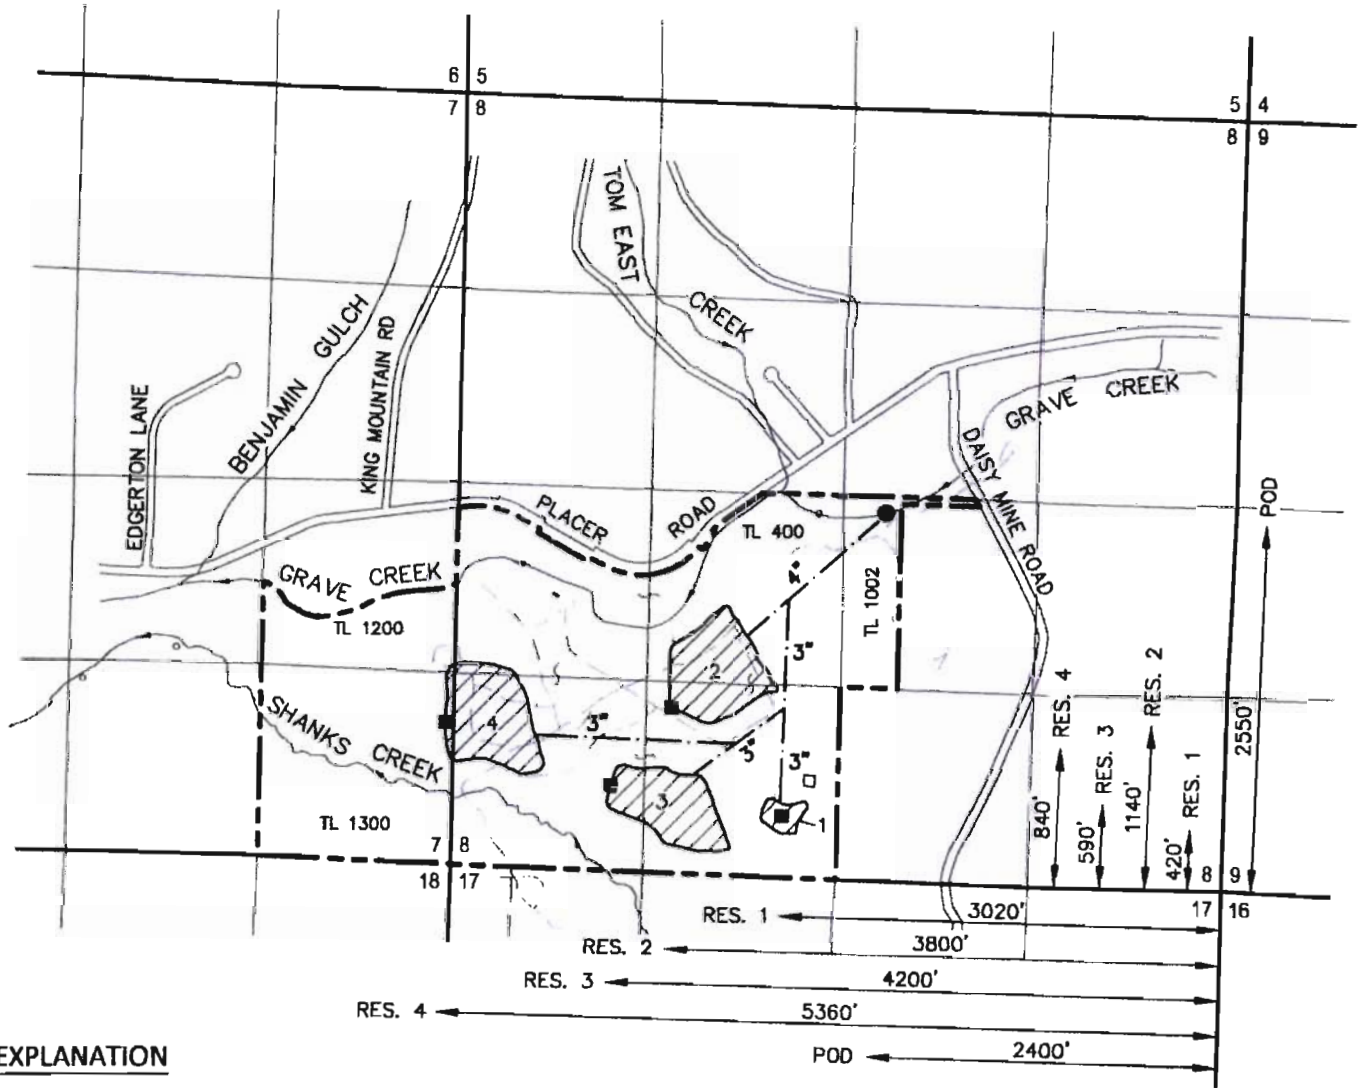 6 5
7 8
5 4
8 9
TOM EAST
CREEK
BENJAMIN GULCH
KING MOUNTAIN RD
EDGERTON LANE
GRAVE CREEK
DAISY MINE ROAD
PLACER ROAD
TL 400
POD
GRAVE CREEK
TL 1200
4"
TL 1002
3"
2
SHANKS CREEK
4
3"
3"
3"
3
1
TL 1300
840' RES. 4
590' RES. 3
1140' RES. 2
420' RES. 1
2550'
7 8
18 17
8 9
17 16
RES. 1 3020'
RES. 2 3800'
RES. 3 4200'
RES. 4 5360'
POD 2400'
EXPLANATION